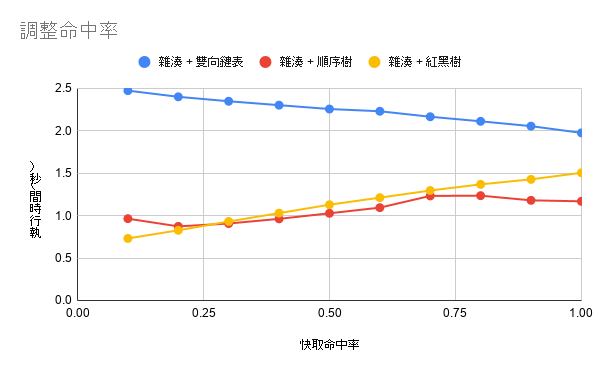 調整命中率
雜湊 + 雙向鏈表
雜湊 + 順序樹
雜湊 + 紅黑樹
執行時間(秒)
2.5
2.0
1.5
1.0
0.5
0.0
0.00
0.25
0.50
0.75
1.00
快取命中率